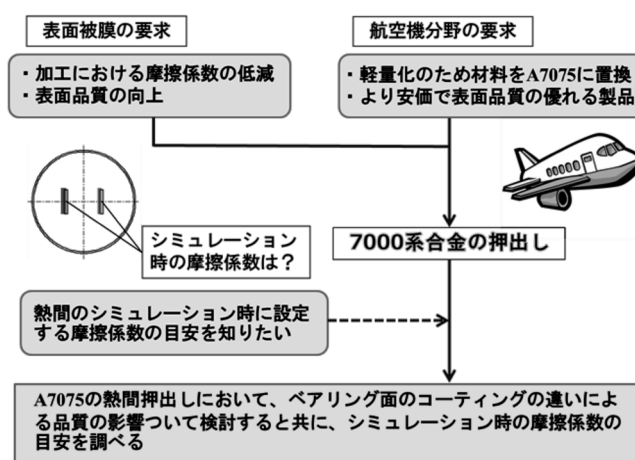 表面被膜の要求
航空機分野の要求
・加工における摩擦係数の低減
・表面品質の向上
・軽量化のため材料をA7075に置換
・より安価で表面品質の優れる製品
シミュレーション
時の摩擦係数は？
7000系合金の押出し
熱間のシミュレーション時に設定
する摩擦係数の目安を知りたい
A7075の熱間押出しにおいて、ベアリング面のコーティングの違いによ
る品質の影響ついて検討すると共に、シミュレーション時の摩擦係数の
目安を調べる